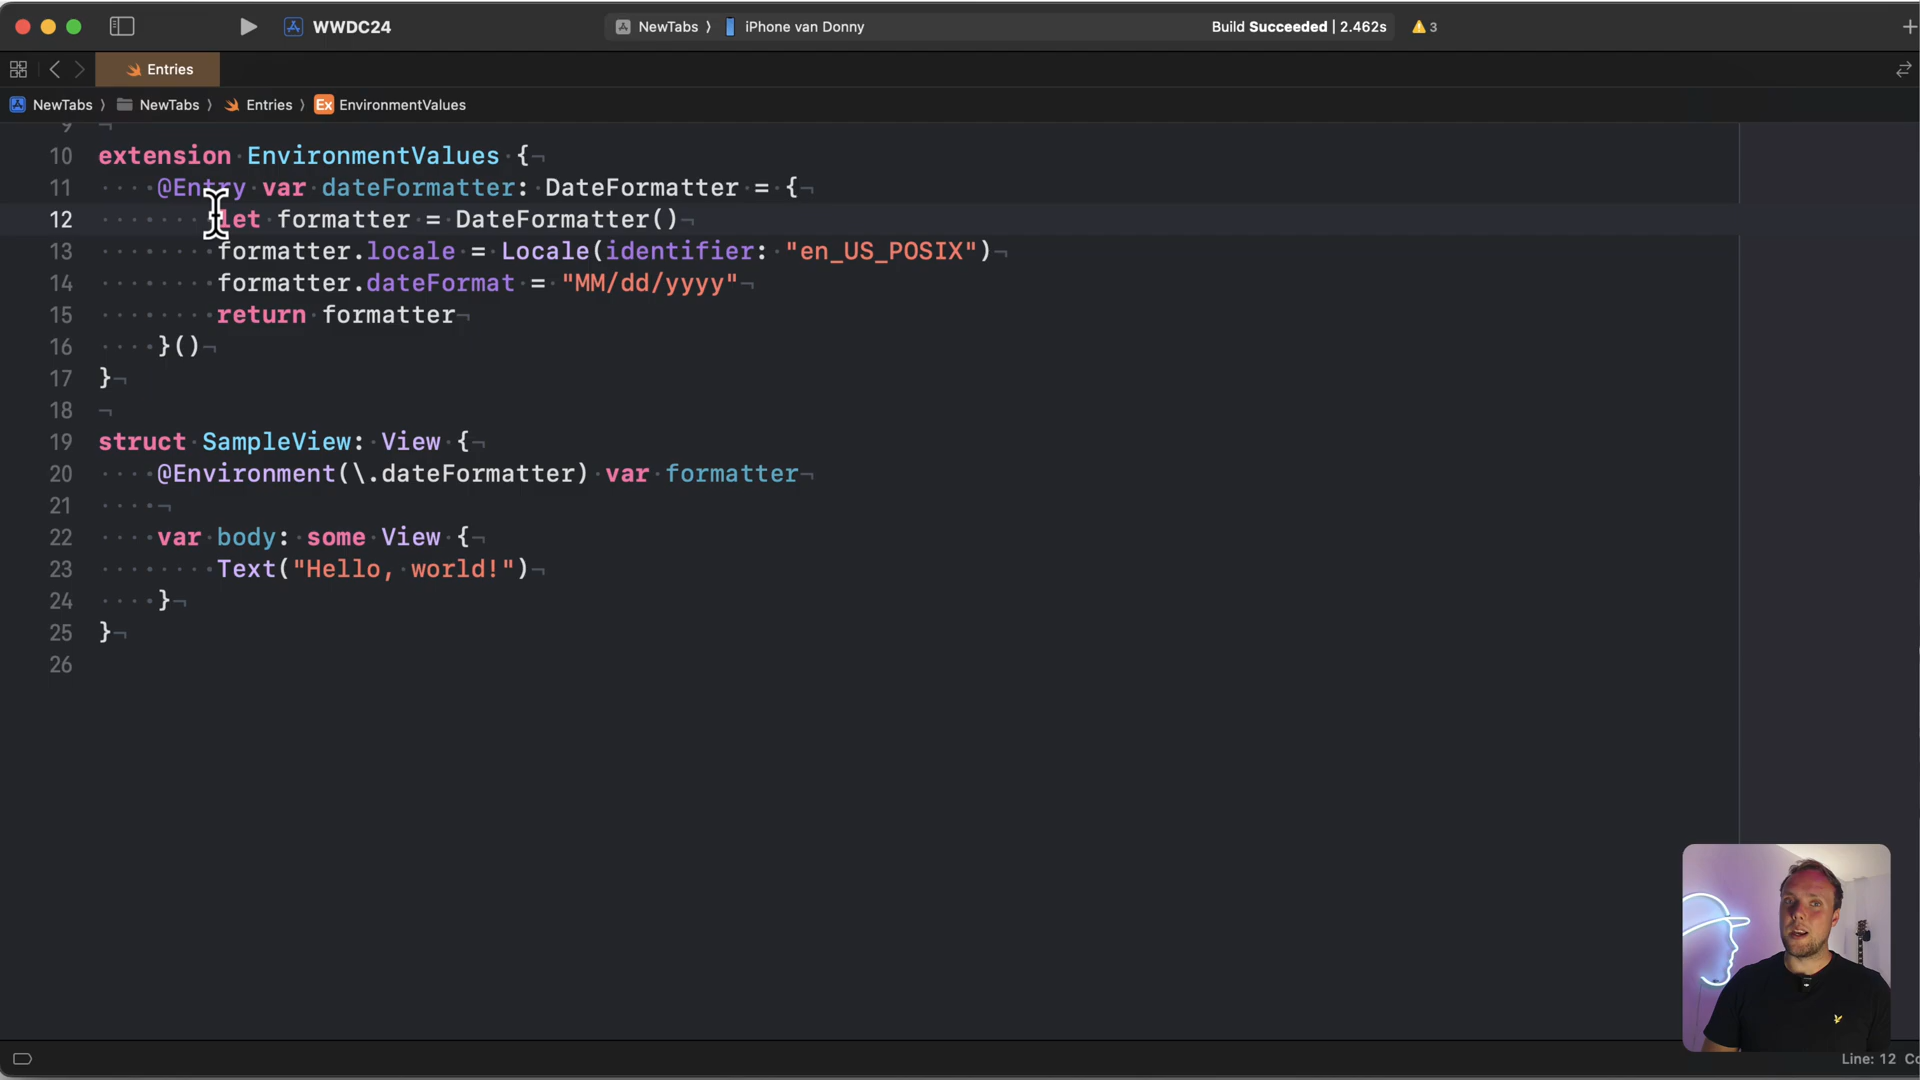 WWDC24
NewTabs 〉 iPhone van Donny
Build Succeeded | 2.462s
3
Entries
NewTabs 〉 NewTabs 〉 Entries 〉 Ex EnvironmentValues
9
10 extension EnvironmentValues {
11 @Entry var dateFormatter: DateFormatter = {
12 let formatter = DateFormatter()
13 formatter.locale = Locale(identifier: "en_US_POSIX")
14 formatter.dateFormat = "MM/dd/yyyy"
15 return formatter
16 }()
17 }
18
19 struct SampleView: View {
20 @Environment(\.dateFormatter) var formatter
21
22 var body: some View {
23 Text("Hello, world!")
24 }
25 }
26
Line: 12 Co